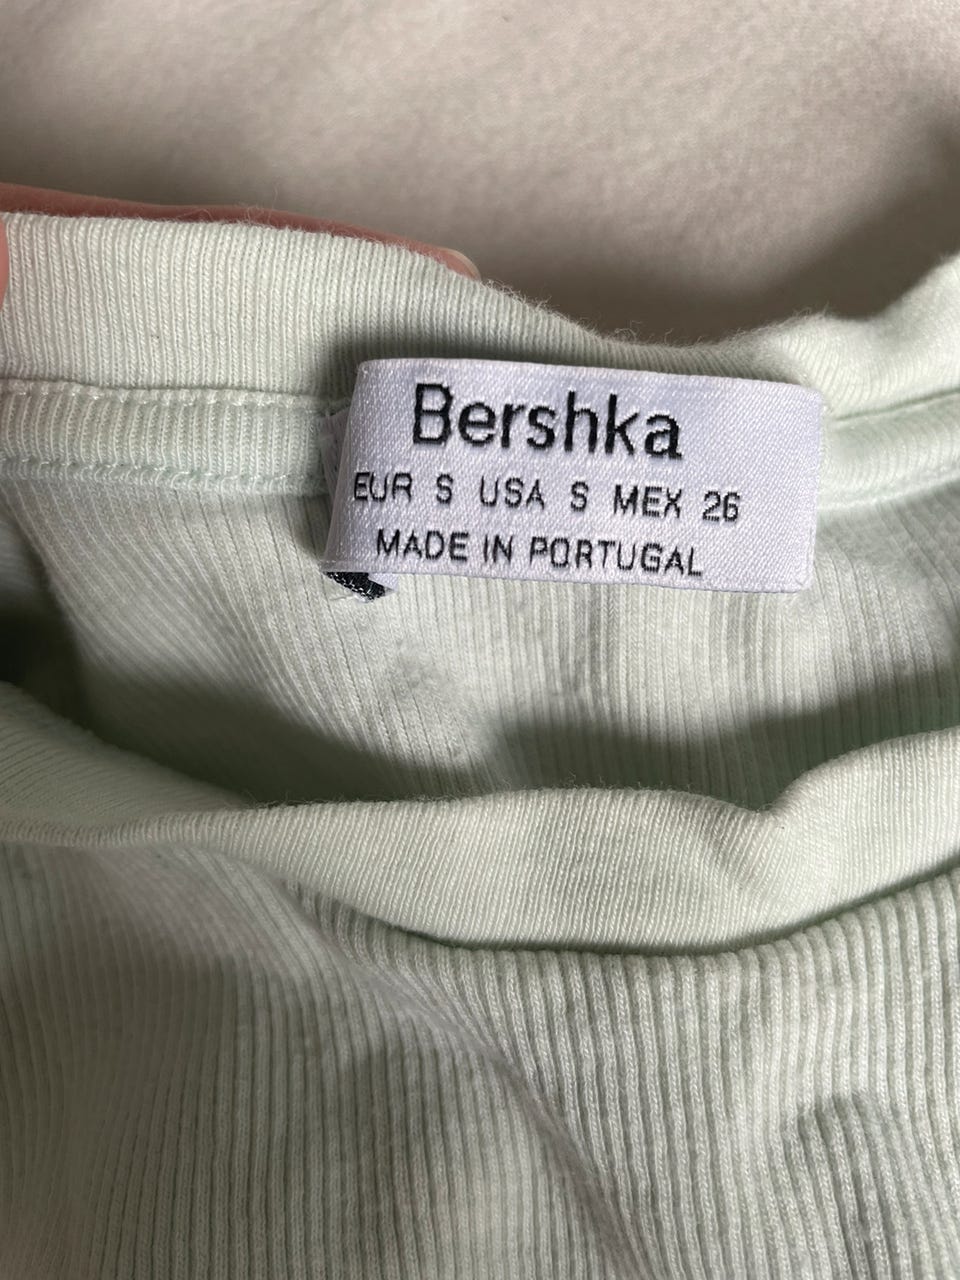 Bershka
EUR S USA S MEX 26
MADE IN PORTUGAL